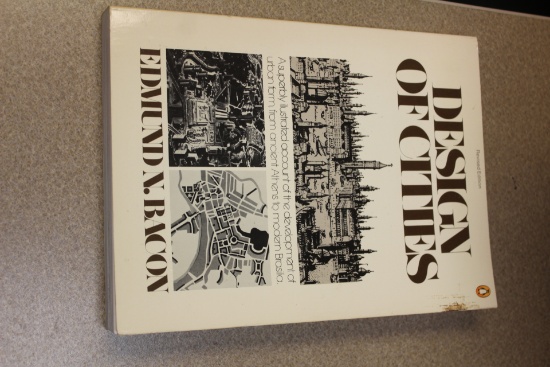 DESIGN
OF CITIES
Revised Edition
A superbly illustrated account of the development of
urban form, from ancient Athens to modern Brasilia.
EDMUND N. BACON